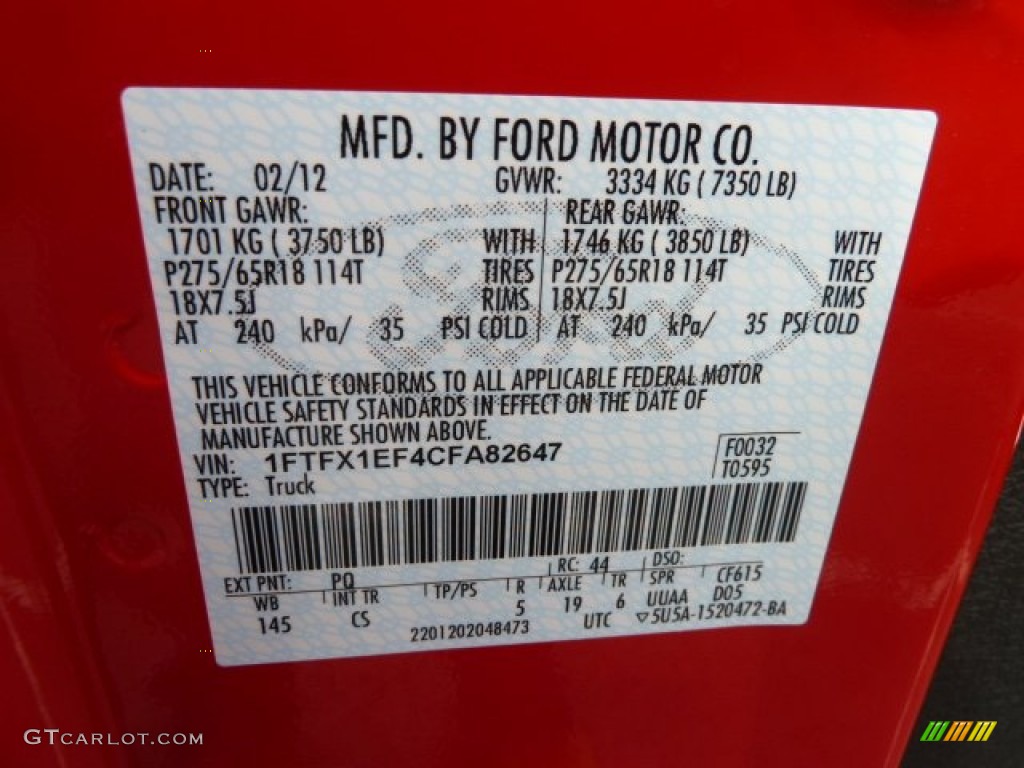 MFD. BY FORD MOTOR CO.
DATE: 02/12 GVWR: 3334 KG ( 7350 LB)
FRONT GAWR: REAR GAWR:
1701 KG ( 3750 LB) WITH 1746 KG ( 3850 LB) WITH
P275/65R18 114T TIRES P275/65R18 114T TIRES
18X7.5J RIMS 18X7.5J RIMS
AT 240 kPa/ 35 PSI COLD AT 240 kPa/ 35 PSI COLD
Ford
THIS VEHICLE CONFORMS TO ALL APPLICABLE FEDERAL MOTOR
VEHICLE SAFETY STANDARDS IN EFFECT ON THE DATE OF
MANUFACTURE SHOWN ABOVE.
VIN: 1FTFX1EF4CFA82647 F0032
TYPE: Truck T0595
EXT PNT: PQ RC: 44 DSO:
WB INT TR TP/PS R AXLE TR SPR CF615
145 CS 5 19 6 UUAA D05
2201202048473 UTC ▽5U5A-1520472-BA
GTCARLOT.COM